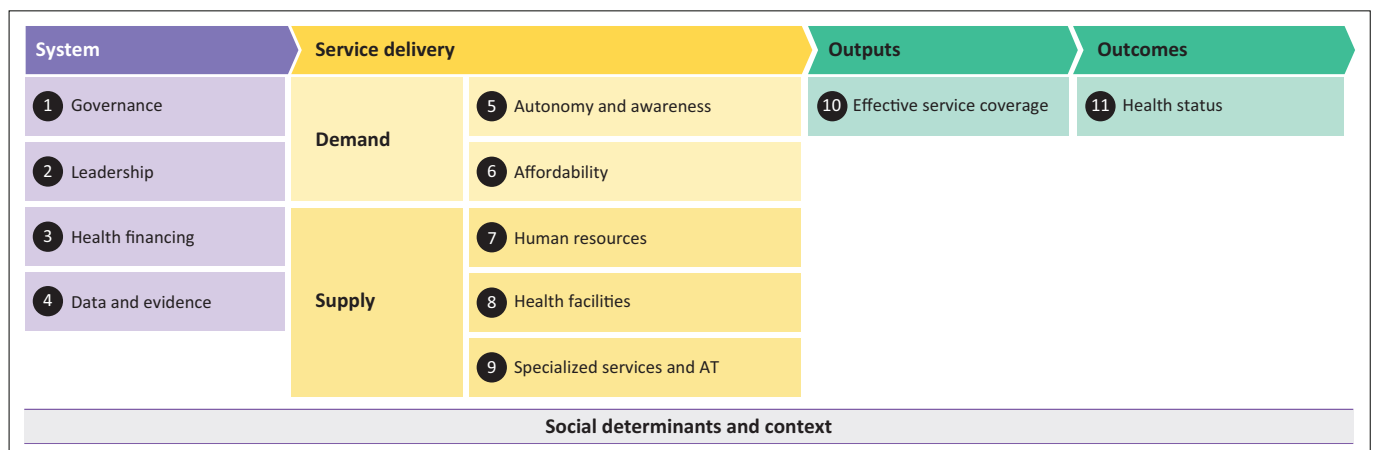 System
Service delivery
Outputs
Outcomes
1 Governance
2 Leadership
3 Health financing
4 Data and evidence
Demand
5 Autonomy and awareness
6 Affordability
Supply
7 Human resources
8 Health facilities
9 Specialized services and AT
10 Effective service coverage
11 Health status
Social determinants and context